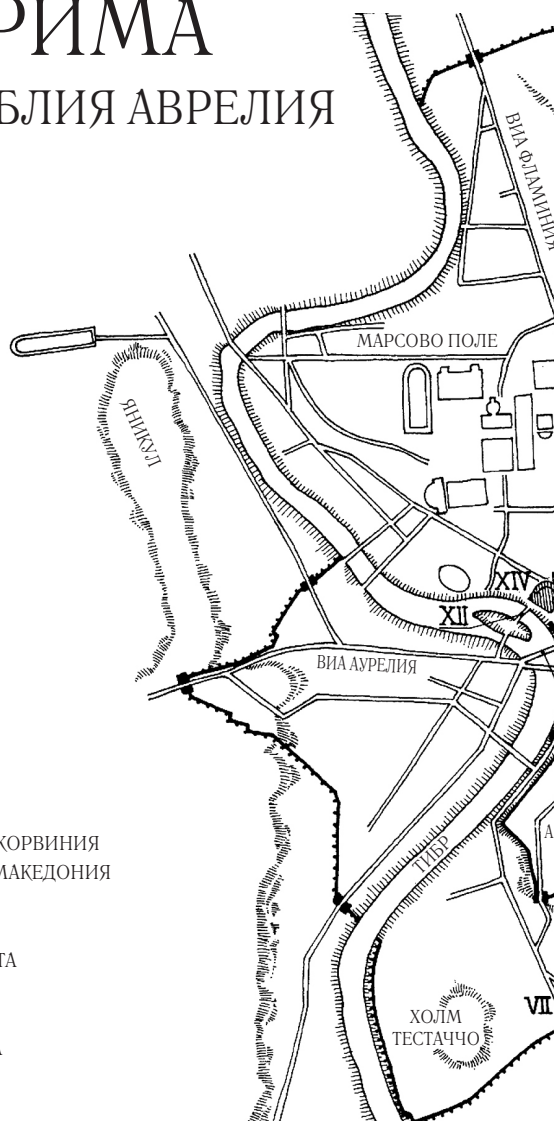 РИМА
БЛИЯ АВРЕЛИЯ
ВИА ФЛАМИНИЯ
МАРСОВО ПОЛЕ
ЯНИКУЛ
XIV
XII
ВИА АУРЕЛИЯ
КОРВИНИЯ
МАКЕДОНИЯ
ТИБР
А
ТА
VII
ХОЛМ
ТЕСТАЧЧО
А